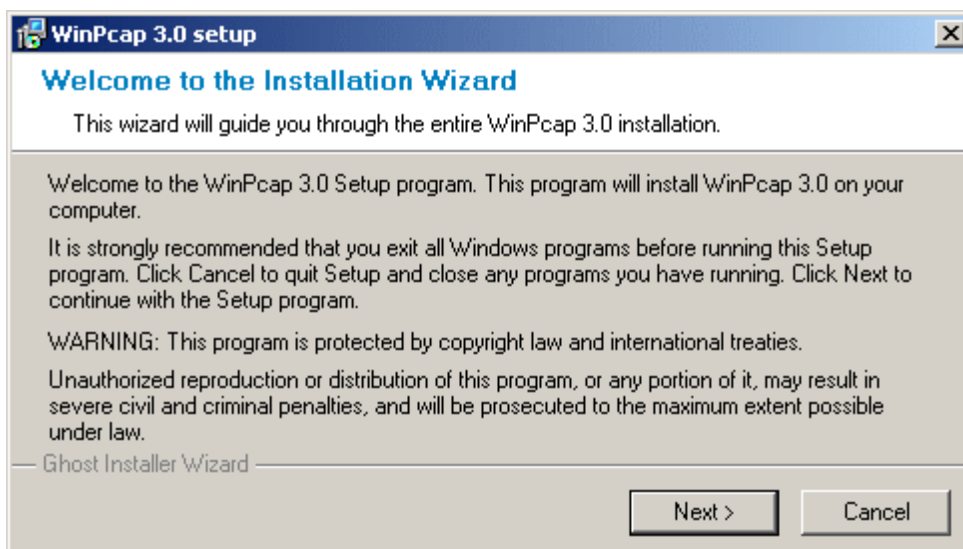 WinPcap 3.0 setup
Welcome to the Installation Wizard
This wizard will guide you through the entire WinPcap 3.0 installation.
Welcome to the WinPcap 3.0 Setup program. This program will install WinPcap 3.0 on your
computer.
It is strongly recommended that you exit all Windows programs before running this Setup
program. Click Cancel to quit Setup and close any programs you have running. Click Next to
continue with the Setup program.
WARNING: This program is protected by copyright law and international treaties.
Unauthorized reproduction or distribution of this program, or any portion of it, may result in
severe civil and criminal penalties, and will be prosecuted to the maximum extent possible
under law.
Ghost Installer Wizard
Next >
Cancel